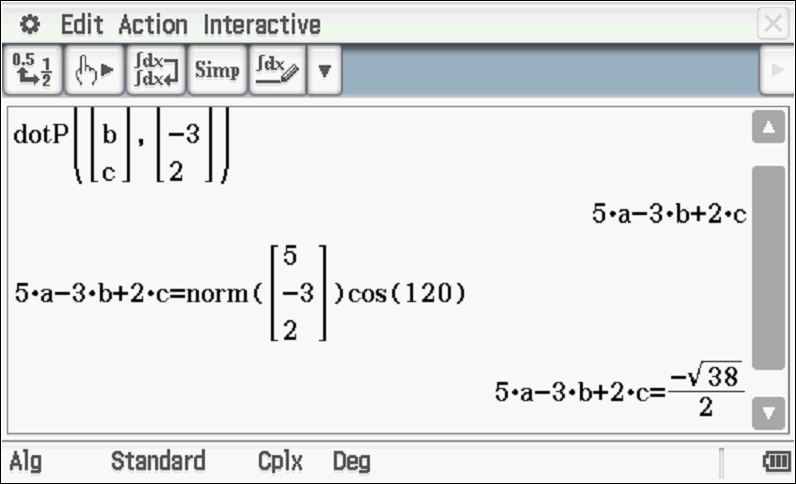 Edit Action Interactive
0.5 1/2 ∫dx ∫dx Simp ∫dx
dotP([b c], [-3 2])
5·a-3·b+2·c
5·a-3·b+2·c=norm([5 -3 2])cos(120)
5·a-3·b+2·c=-√38/2
Alg Standard Cplx Deg